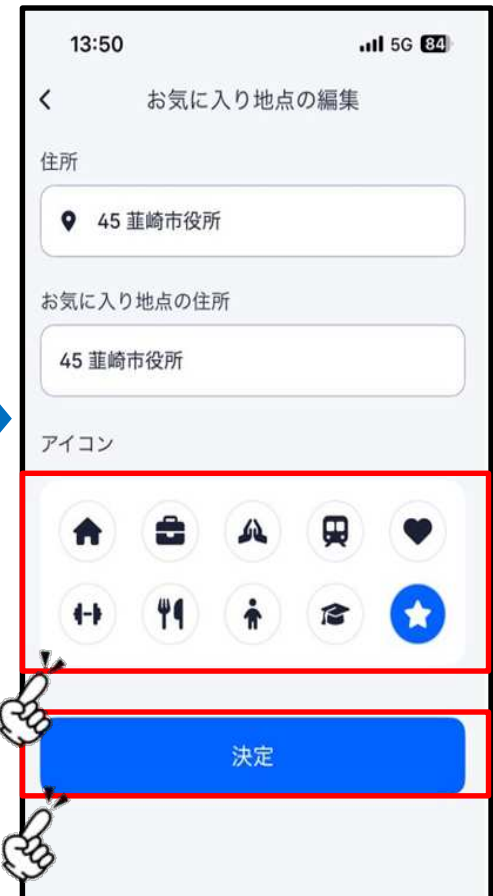 13:50 5G 84
お気に入り地点の編集
住所
45 韮崎市役所
お気に入り地点の住所
45 韮崎市役所
アイコン
決定